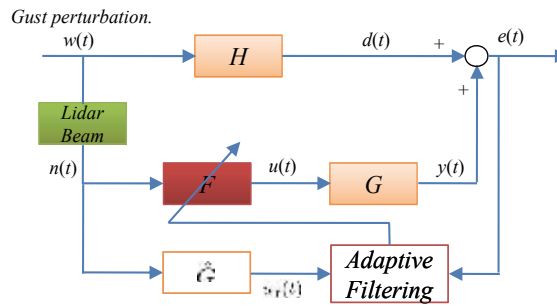 Gust perturbation.
w(t)
H
d(t)
+
e(t)
+
Lidar
Beam
n(t)
F
u(t)
G
y(t)
Ĝ
Adaptive
Filtering